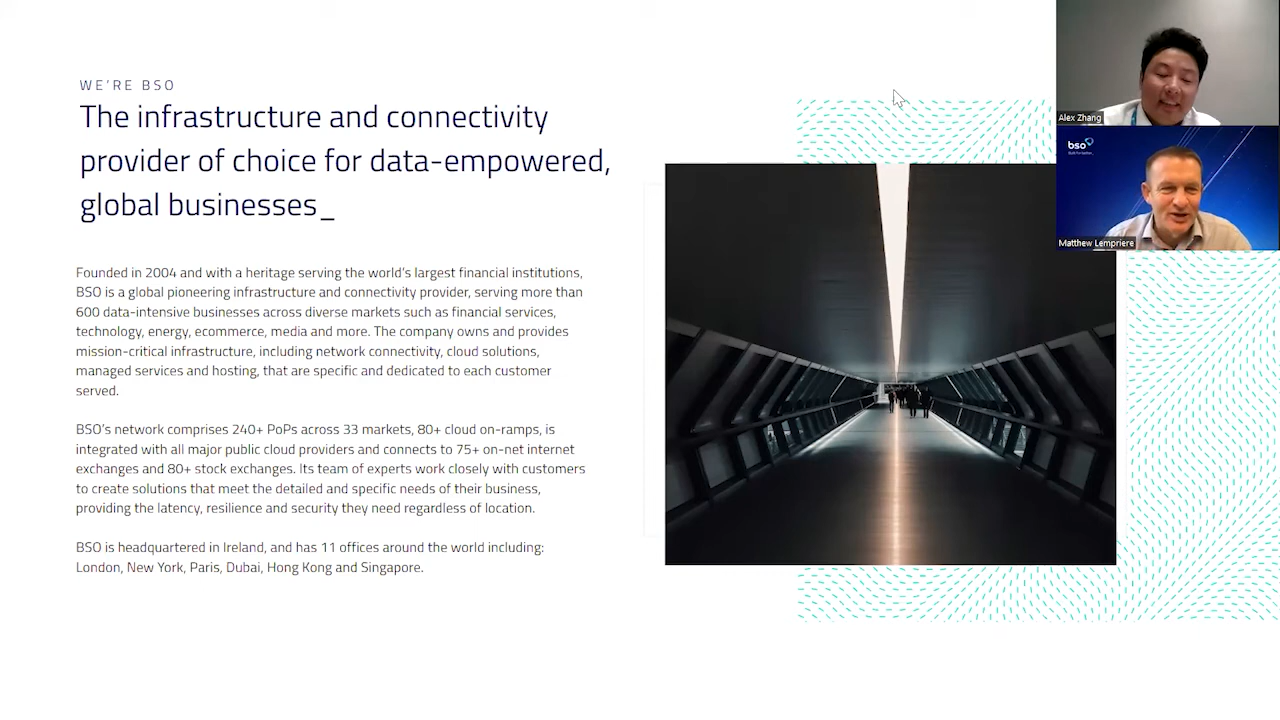 WE'RE BSO
The infrastructure and connectivity
provider of choice for data-empowered,
global businesses_
Founded in 2004 and with a heritage serving the world's largest financial institutions,
BSO is a global pioneering infrastructure and connectivity provider, serving more than
600 data-intensive businesses across diverse markets such as financial services,
technology, energy, ecommerce, media and more. The company owns and provides
mission-critical infrastructure, including network connectivity, cloud solutions,
managed services and hosting, that are specific and dedicated to each customer
served.
BSO's network comprises 240+ PoPs across 33 markets, 80+ cloud on-ramps, is
integrated with all major public cloud providers and connects to 75+ on-net internet
exchanges and 80+ stock exchanges. Its team of experts work closely with customers
to create solutions that meet the detailed and specific needs of their business,
providing the latency, resilience and security they need regardless of location.
BSO is headquartered in Ireland, and has 11 offices around the world including:
London, New York, Paris, Dubai, Hong Kong and Singapore.
Alex Zhang
bso
Matthew Lempriere